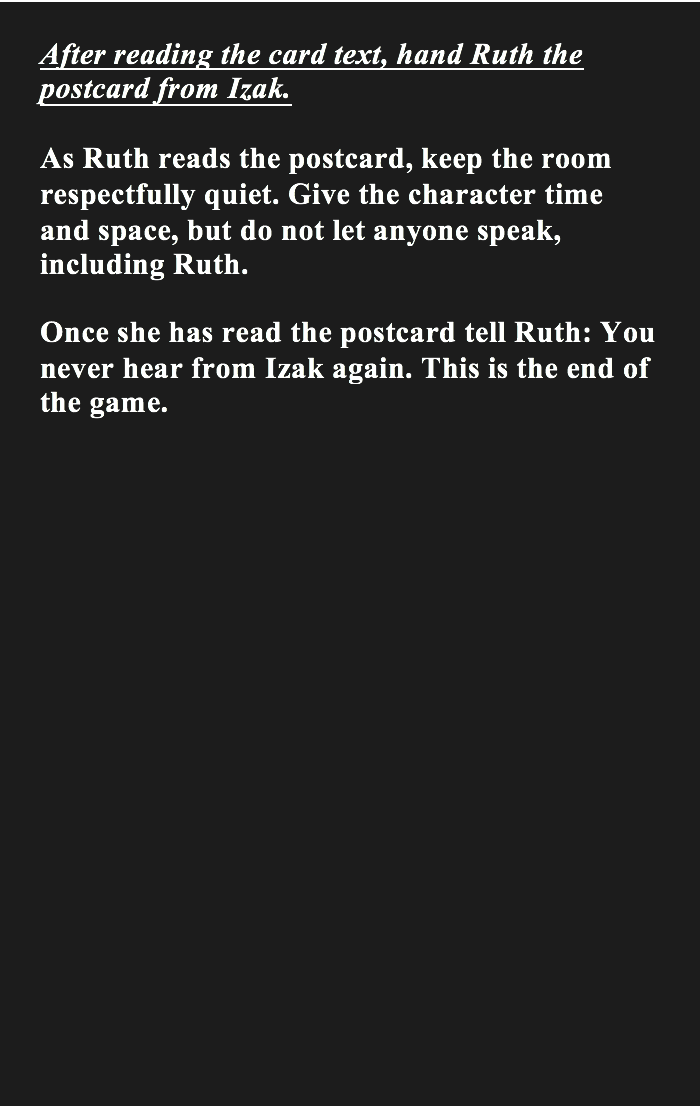 After reading the card text, hand Ruth the
postcard from Izak.
As Ruth reads the postcard, keep the room
respectfully quiet. Give the character time
and space, but do not let anyone speak,
including Ruth.
Once she has read the postcard tell Ruth: You
never hear from Izak again. This is the end of
the game.